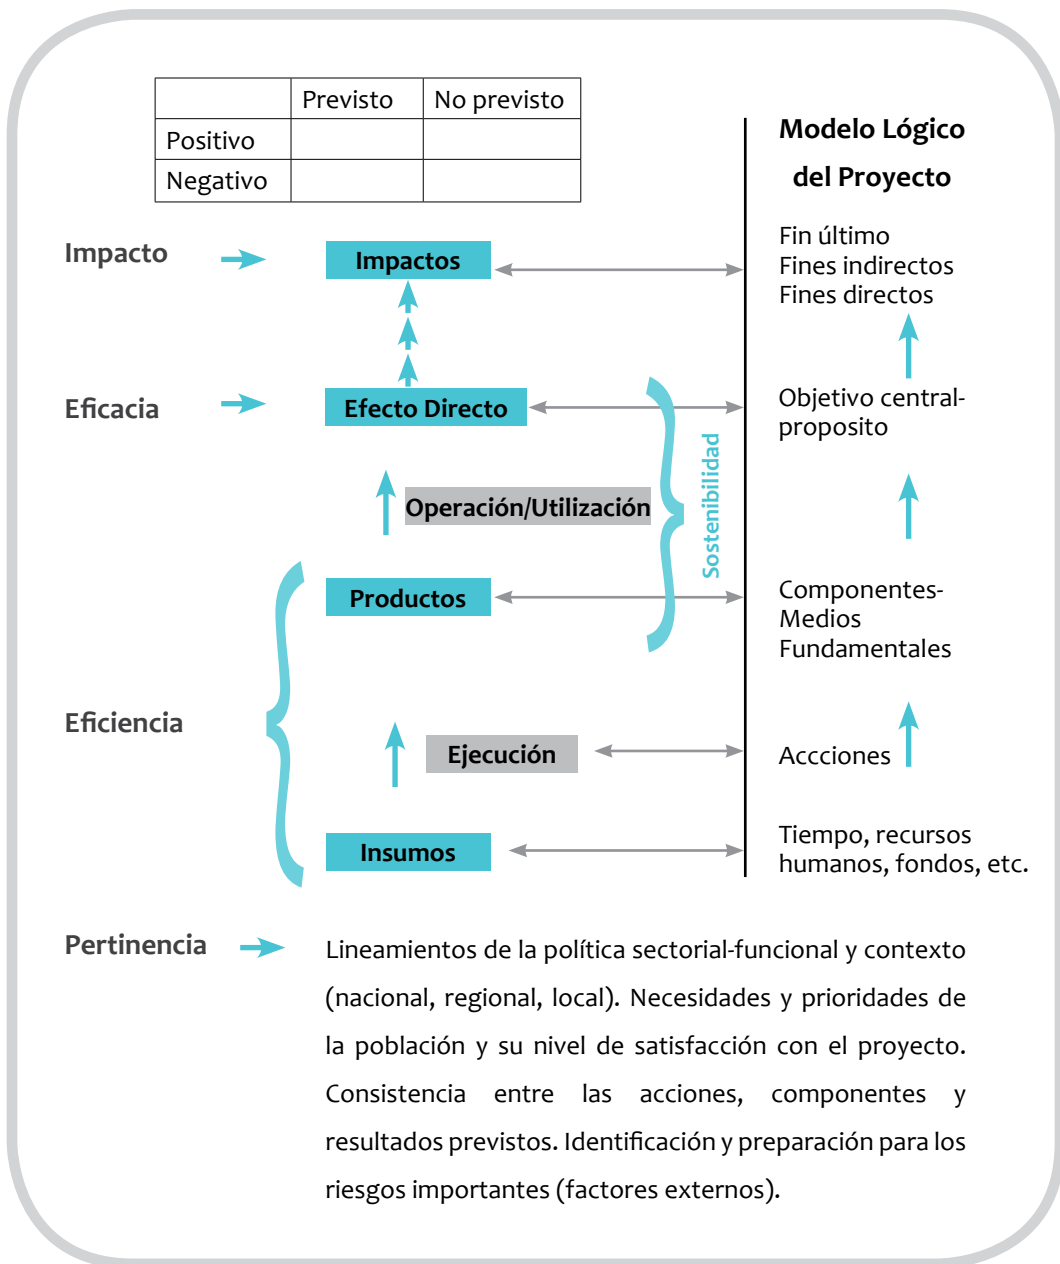 Previsto No previsto
Positivo
Negativo
Modelo Lógico
del Proyecto
Impacto
Impactos
Fin último
Fines indirectos
Fines directos
Eficacia
Efecto Directo
Objetivo central-
proposito
Operación/Utilización
Sostenibilidad
Productos
Componentes-
Medios
Fundamentales
Eficiencia
Ejecución
Accciones
Insumos
Tiempo, recursos
humanos, fondos, etc.
Pertinencia
Lineamientos de la política sectorial-funcional y contexto
(nacional, regional, local). Necesidades y prioridades de
la población y su nivel de satisfacción con el proyecto.
Consistencia entre las acciones, componentes y
resultados previstos. Identificación y preparación para los
riesgos importantes (factores externos).